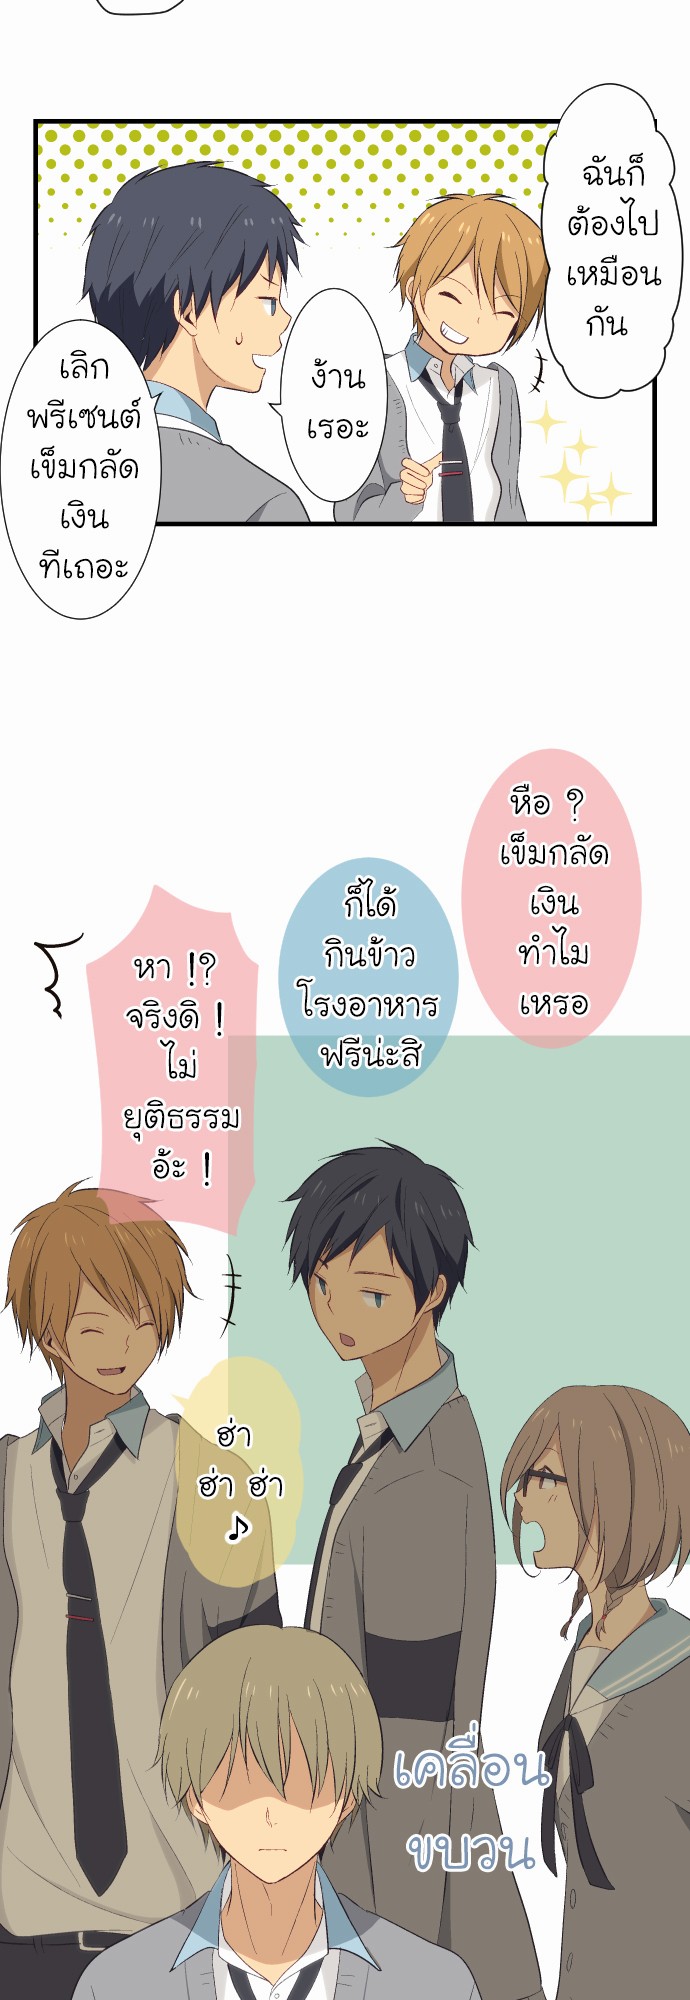 ฉันก็
ต้องไป
เหมือน
กัน
ง้าน
เรอะ
เลิก
พรีเซนต์
เข็มกลัด
เงิน
ทีเถอะ
หือ ?
เข็มกลัด
เงิน
ทำไม
เหรอ
ก็ได้
กินข้าว
โรงอาหาร
ฟรีน่ะสิ
หา !?
จริงดิ !
ไม่
ยุติธรรม
อ้ะ !
ฮ่า
ฮ่า ฮ่า
♪
เคลื่อน
ขบวน